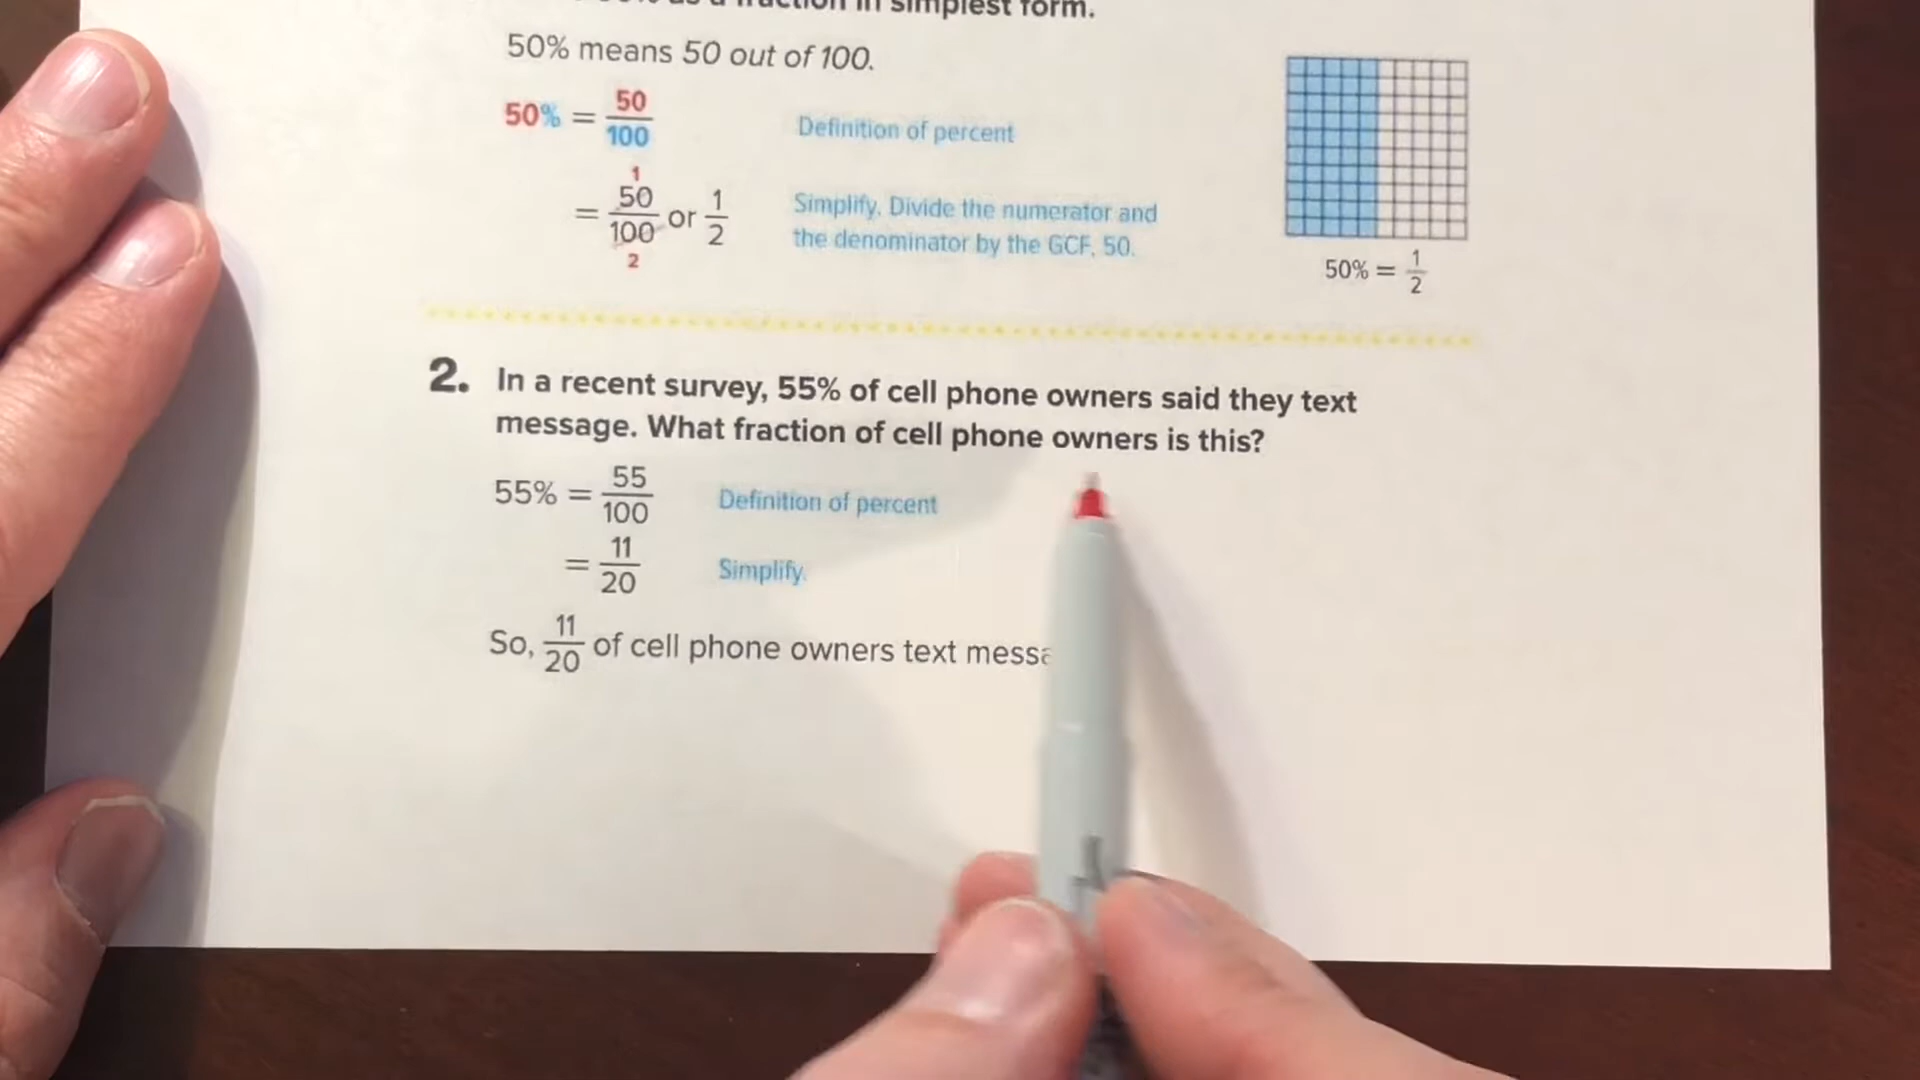 as a fraction in simplest form.
50% means 50 out of 100.
50% = 50/100 Definition of percent
1
= 50/100 or 1/2 Simplify. Divide the numerator and
the denominator by the GCF, 50.
2
50% = 1/2
2. In a recent survey, 55% of cell phone owners said they text
message. What fraction of cell phone owners is this?
55% = 55/100 Definition of percent
= 11/20 Simplify.
So, 11/20 of cell phone owners text